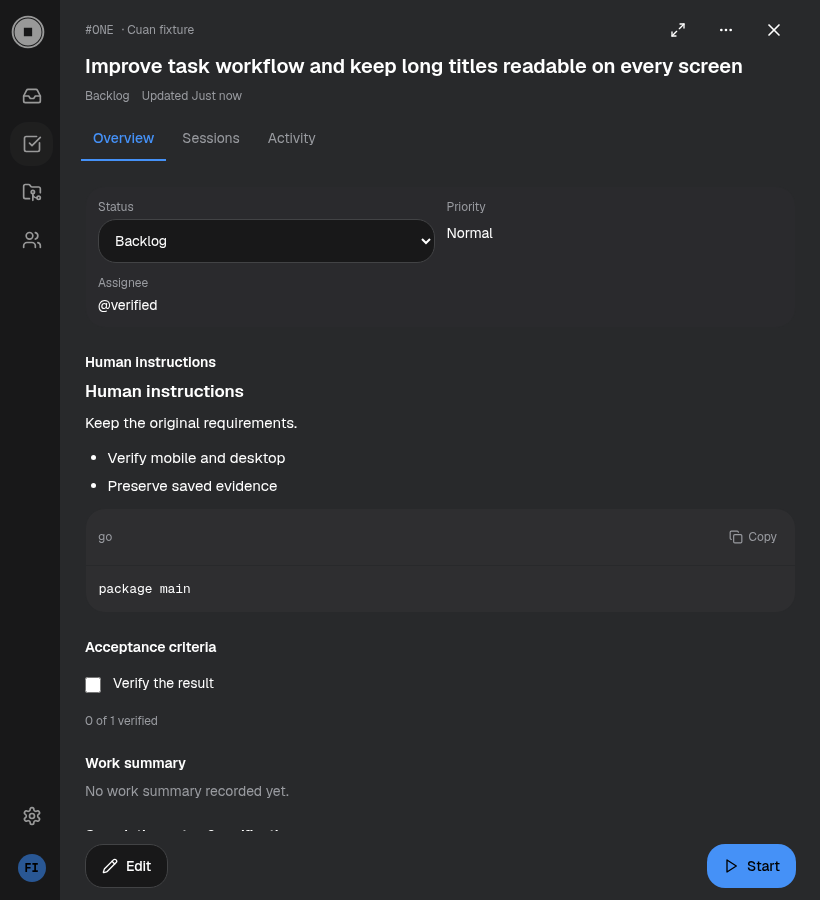 #ONE · Cuan fixture
Improve task workflow and keep long titles readable on every screen
Backlog Updated Just now
Overview Sessions Activity
Status Priority
Backlog Normal
Assignee
@verified
Human instructions
Human instructions
Keep the original requirements.
• Verify mobile and desktop
• Preserve saved evidence
go Copy
package main
Acceptance criteria
Verify the result
0 of 1 verified
Work summary
No work summary recorded yet.
Edit Start
FI